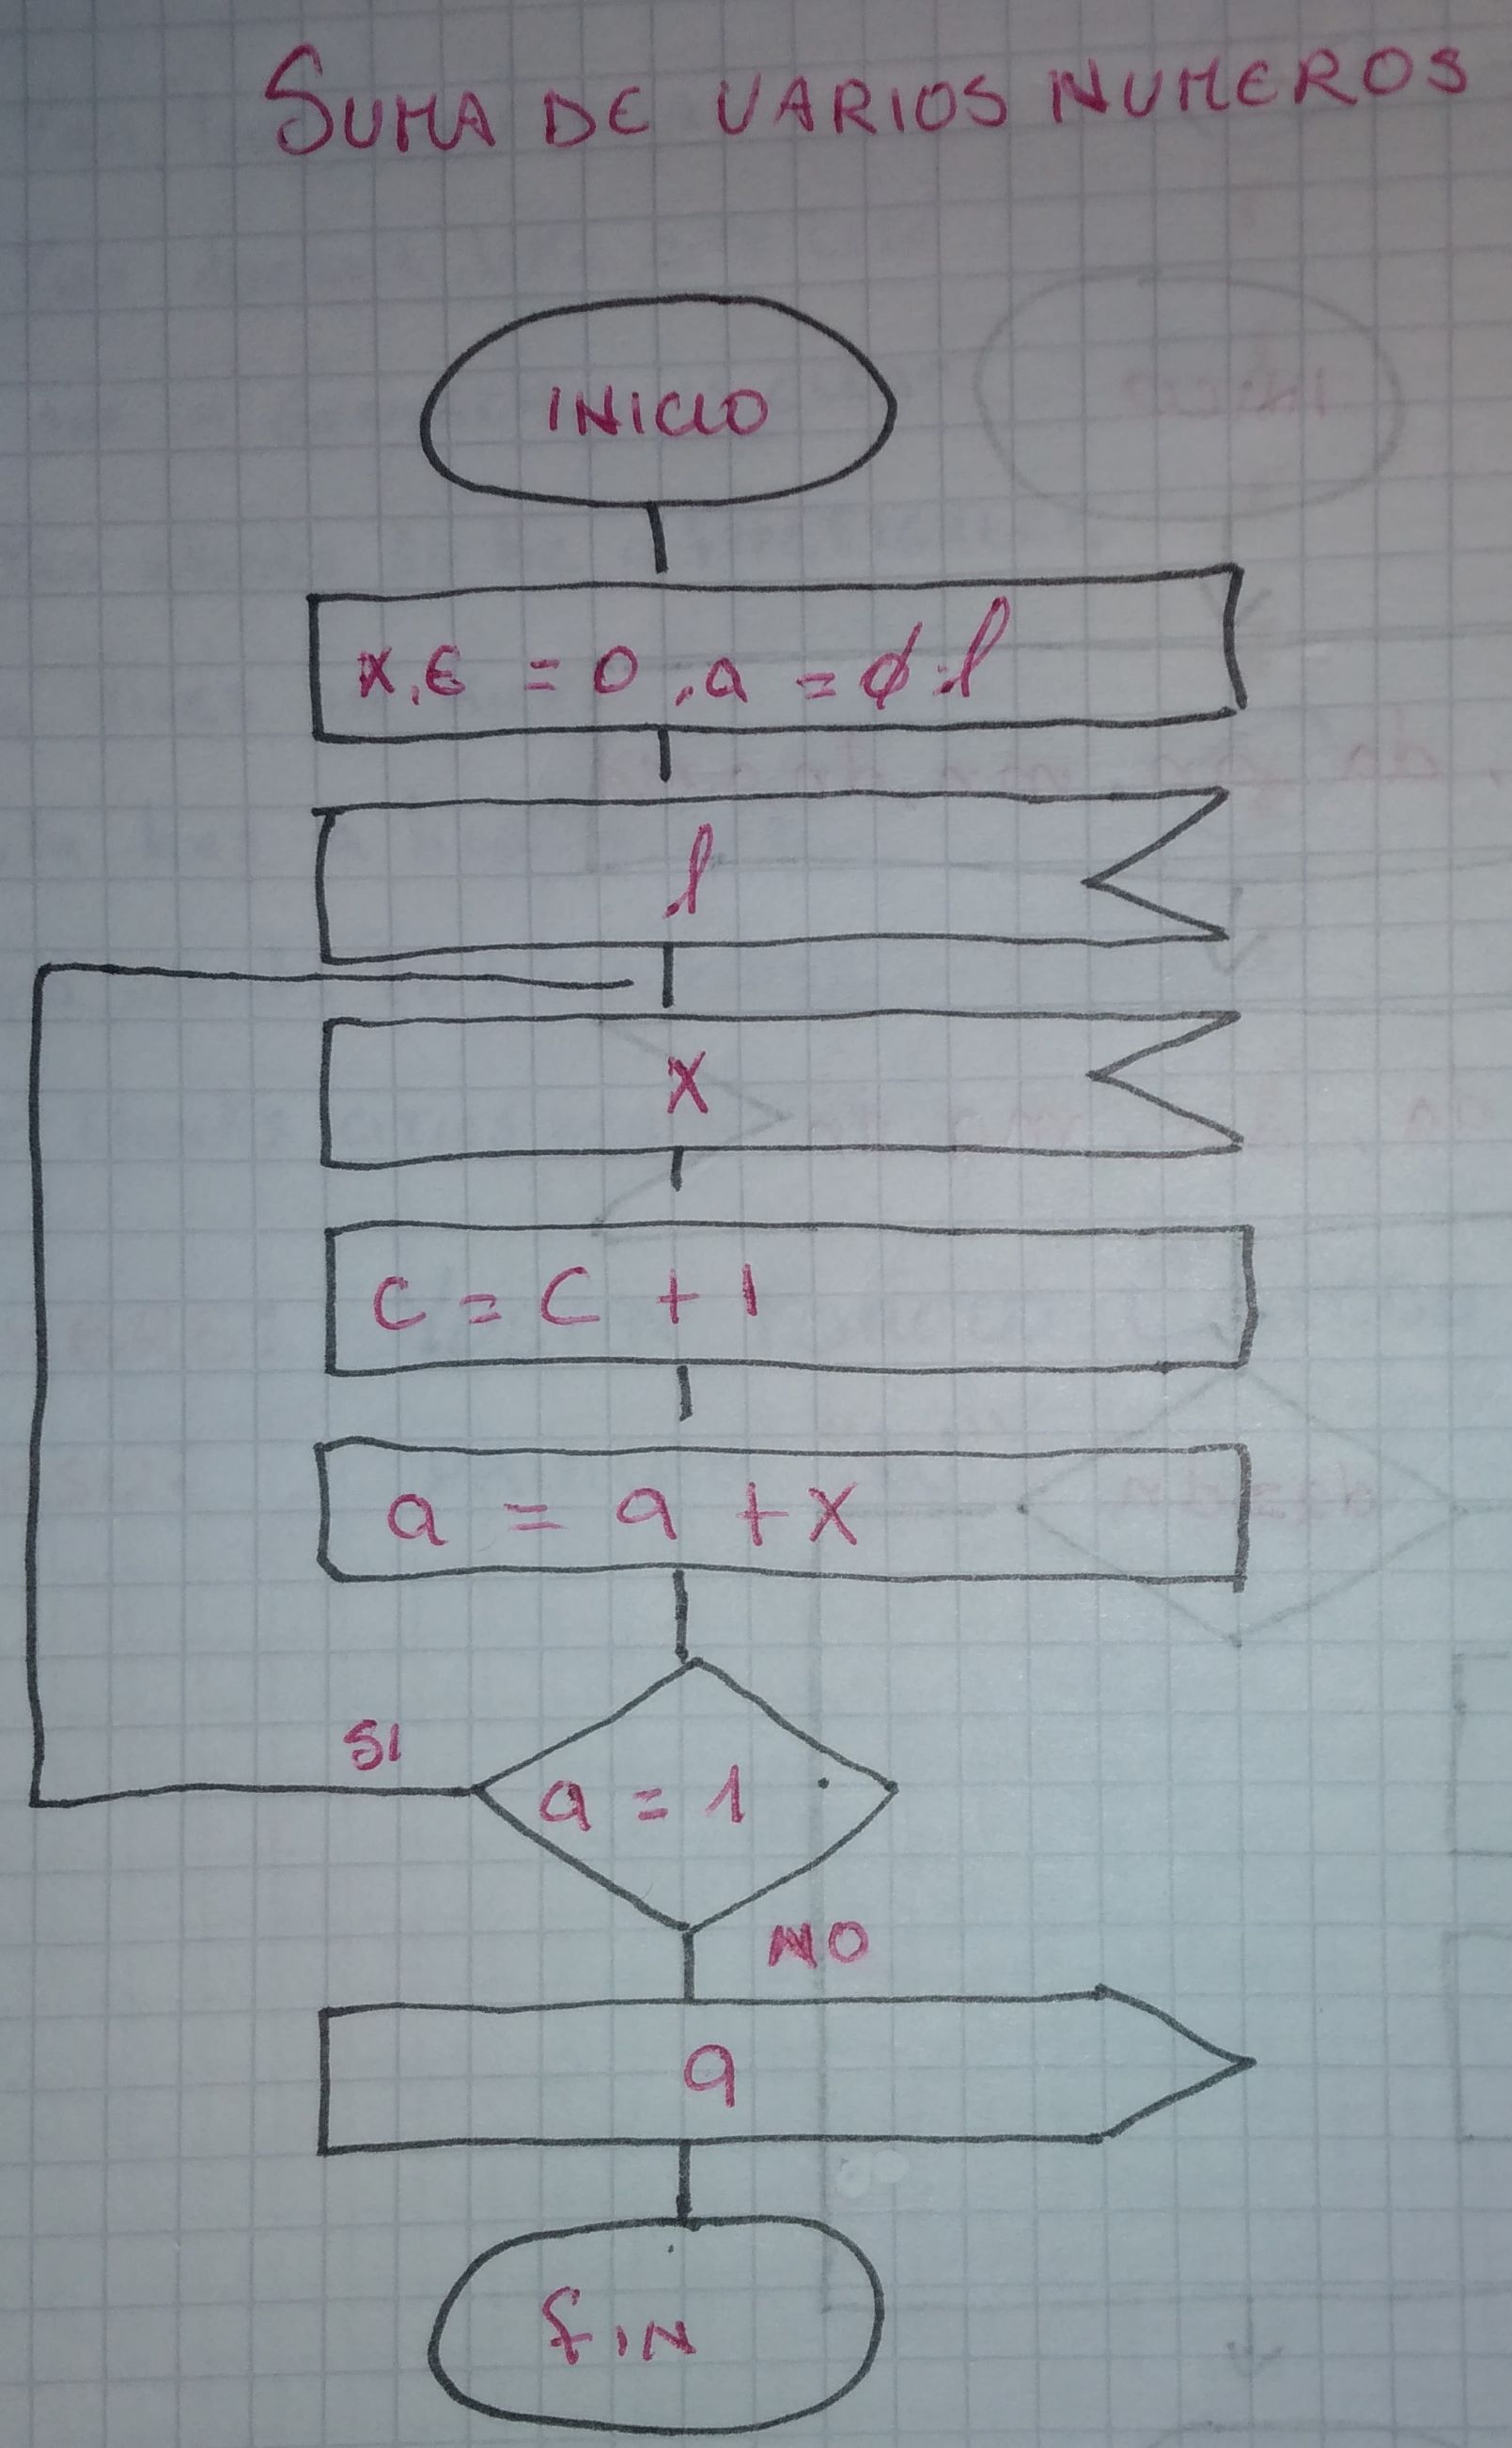 SUMA DE VARIOS NUMEROS
INICIO
x, c = 0, a = ø, l
l
X
C = C + 1
a = a + X
SI
a = 1
NO
a
FIN